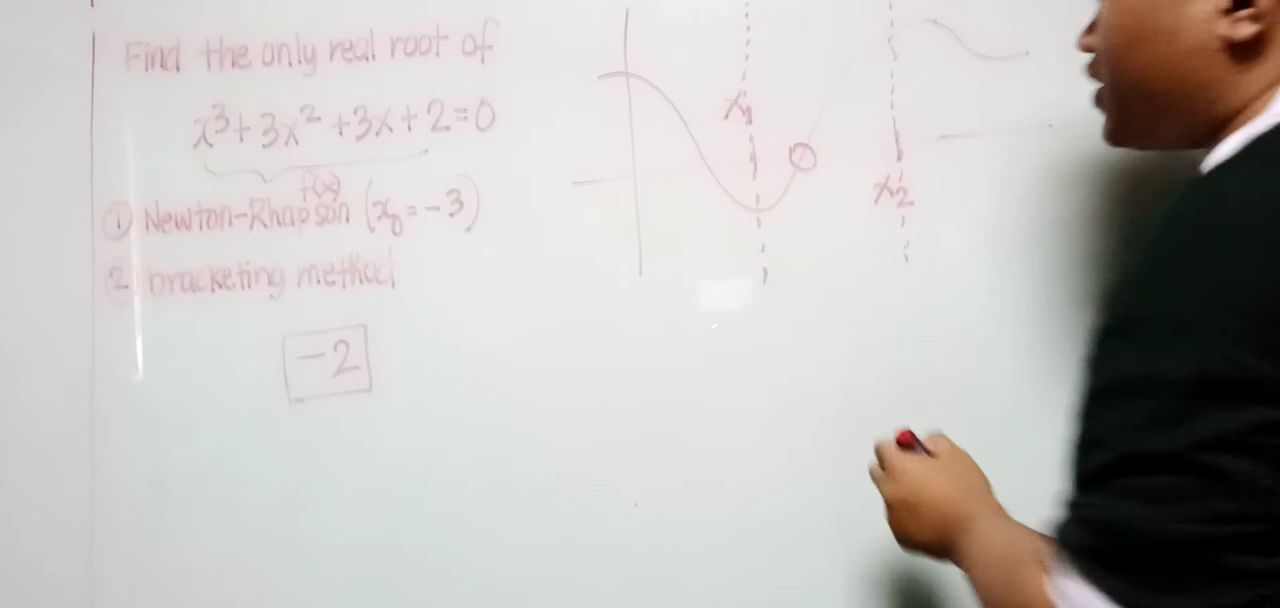 Find the only real root of
x³+3x²+3x+2=0
f(x)
① Newton-Rhapson (x₀=-3)
② bracketing method
-2
x₁
x₂